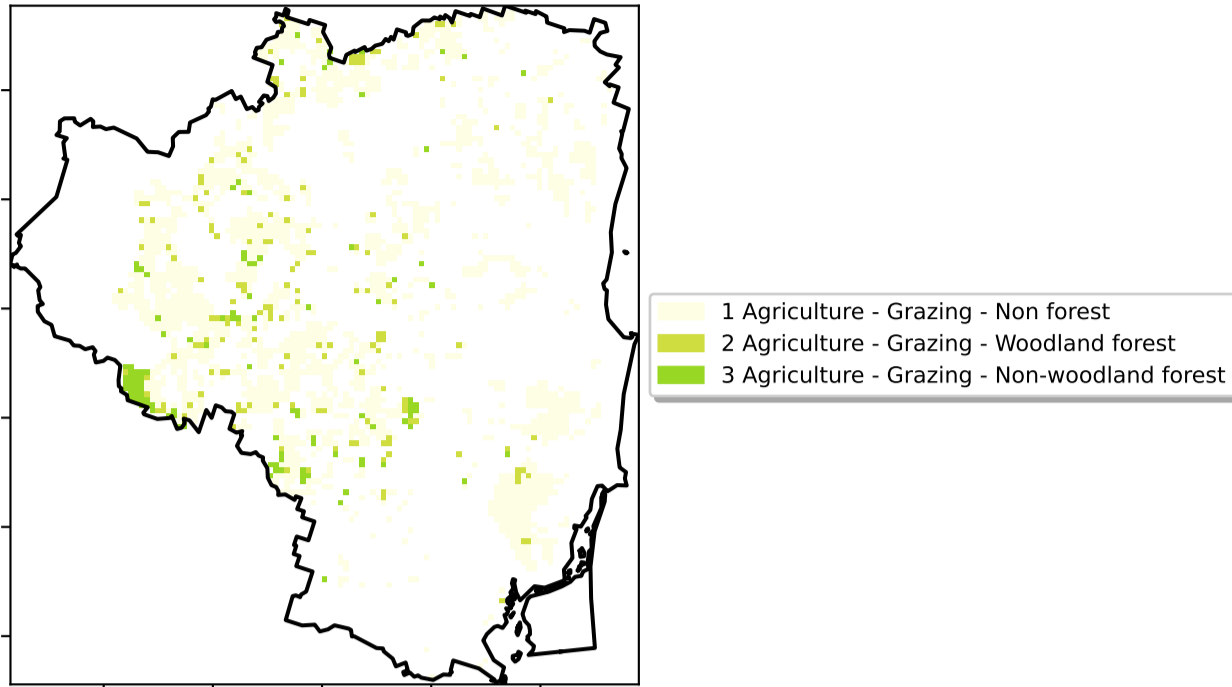 1 Agriculture - Grazing - Non forest
2 Agriculture - Grazing - Woodland forest
3 Agriculture - Grazing - Non-woodland forest